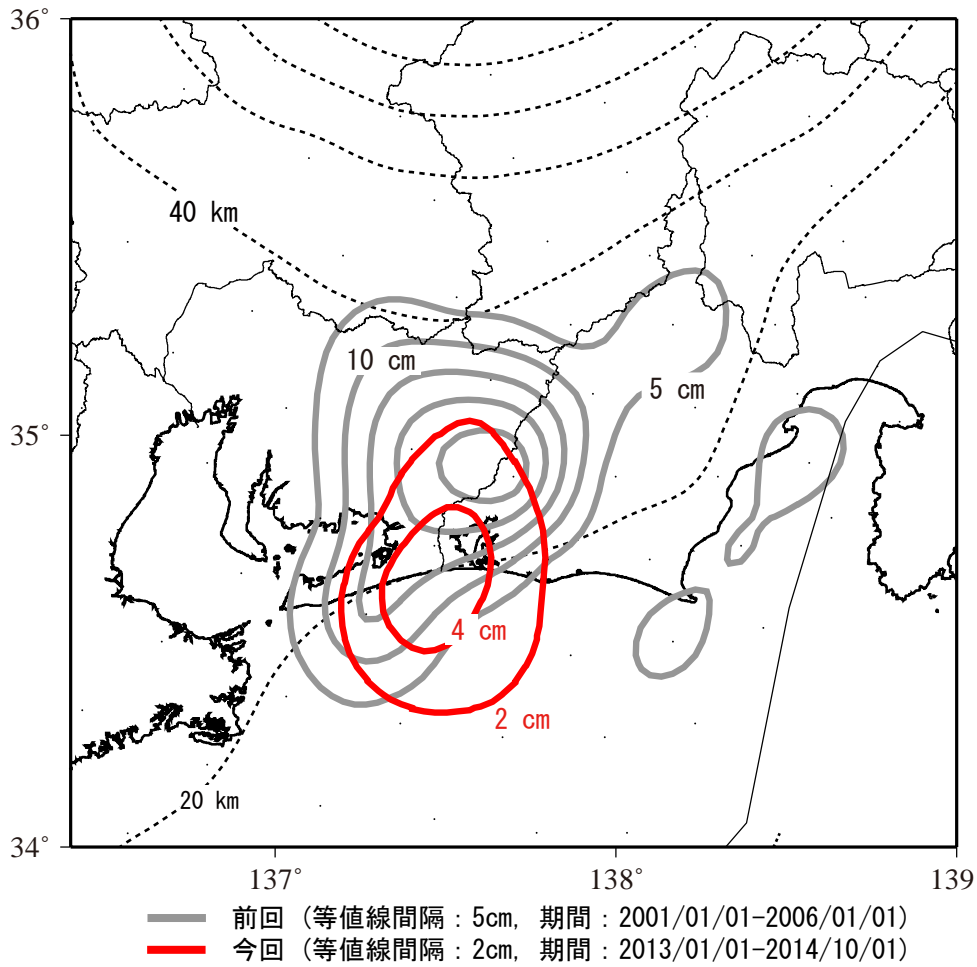 36°
40 km
10 cm
5 cm
35°
4 cm
2 cm
20 km
34°
137°
138°
139
前回 (等値線間隔:5cm, 期間:2001/01/01-2006/01/01)
今回 (等値線間隔:2cm, 期間:2013/01/01-2014/10/01)